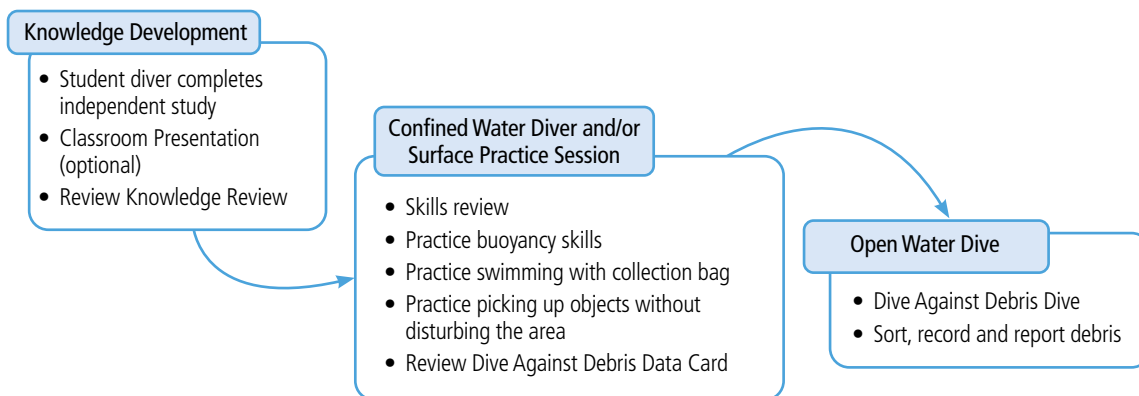 Knowledge Development
• Student diver completes
independent study
• Classroom Presentation
(optional)
• Review Knowledge Review
Confined Water Diver and/or
Surface Practice Session
• Skills review
• Practice buoyancy skills
• Practice swimming with collection bag
• Practice picking up objects without
disturbing the area
• Review Dive Against Debris Data Card
Open Water Dive
• Dive Against Debris Dive
• Sort, record and report debris